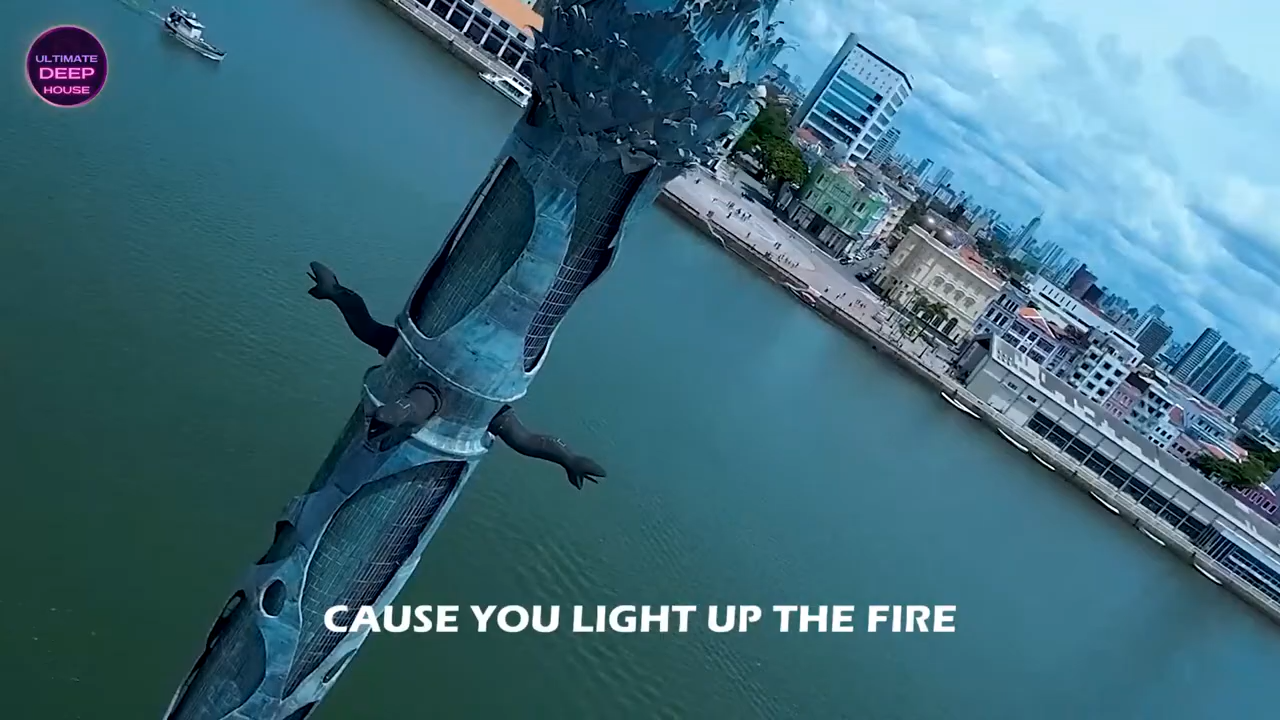 ULTIMATE
DEEP
HOUSE
CAUSE YOU LIGHT UP THE FIRE